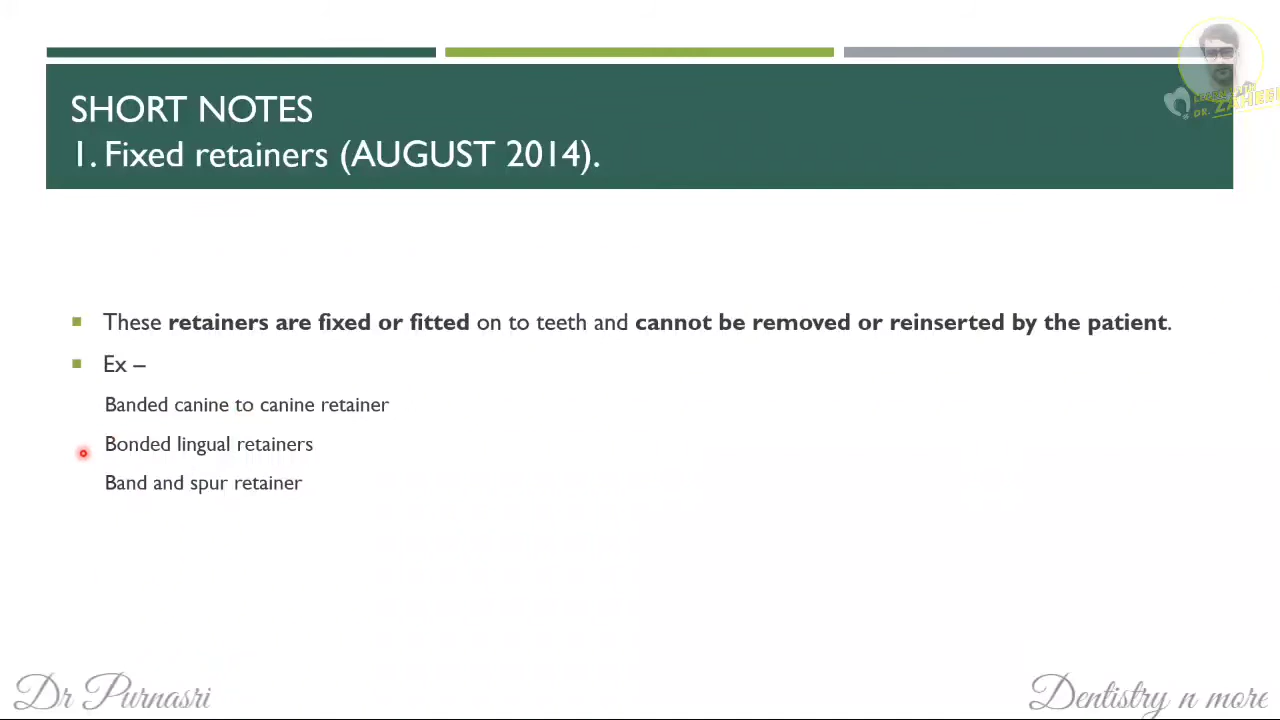 SHORT NOTES
1. Fixed retainers (AUGUST 2014).
These retainers are fixed or fitted on to teeth and cannot be removed or reinserted by the patient.
Ex –
Banded canine to canine retainer
Bonded lingual retainers
Band and spur retainer
Dr Purnasri
Dentistry n more
DR. ZAHEER